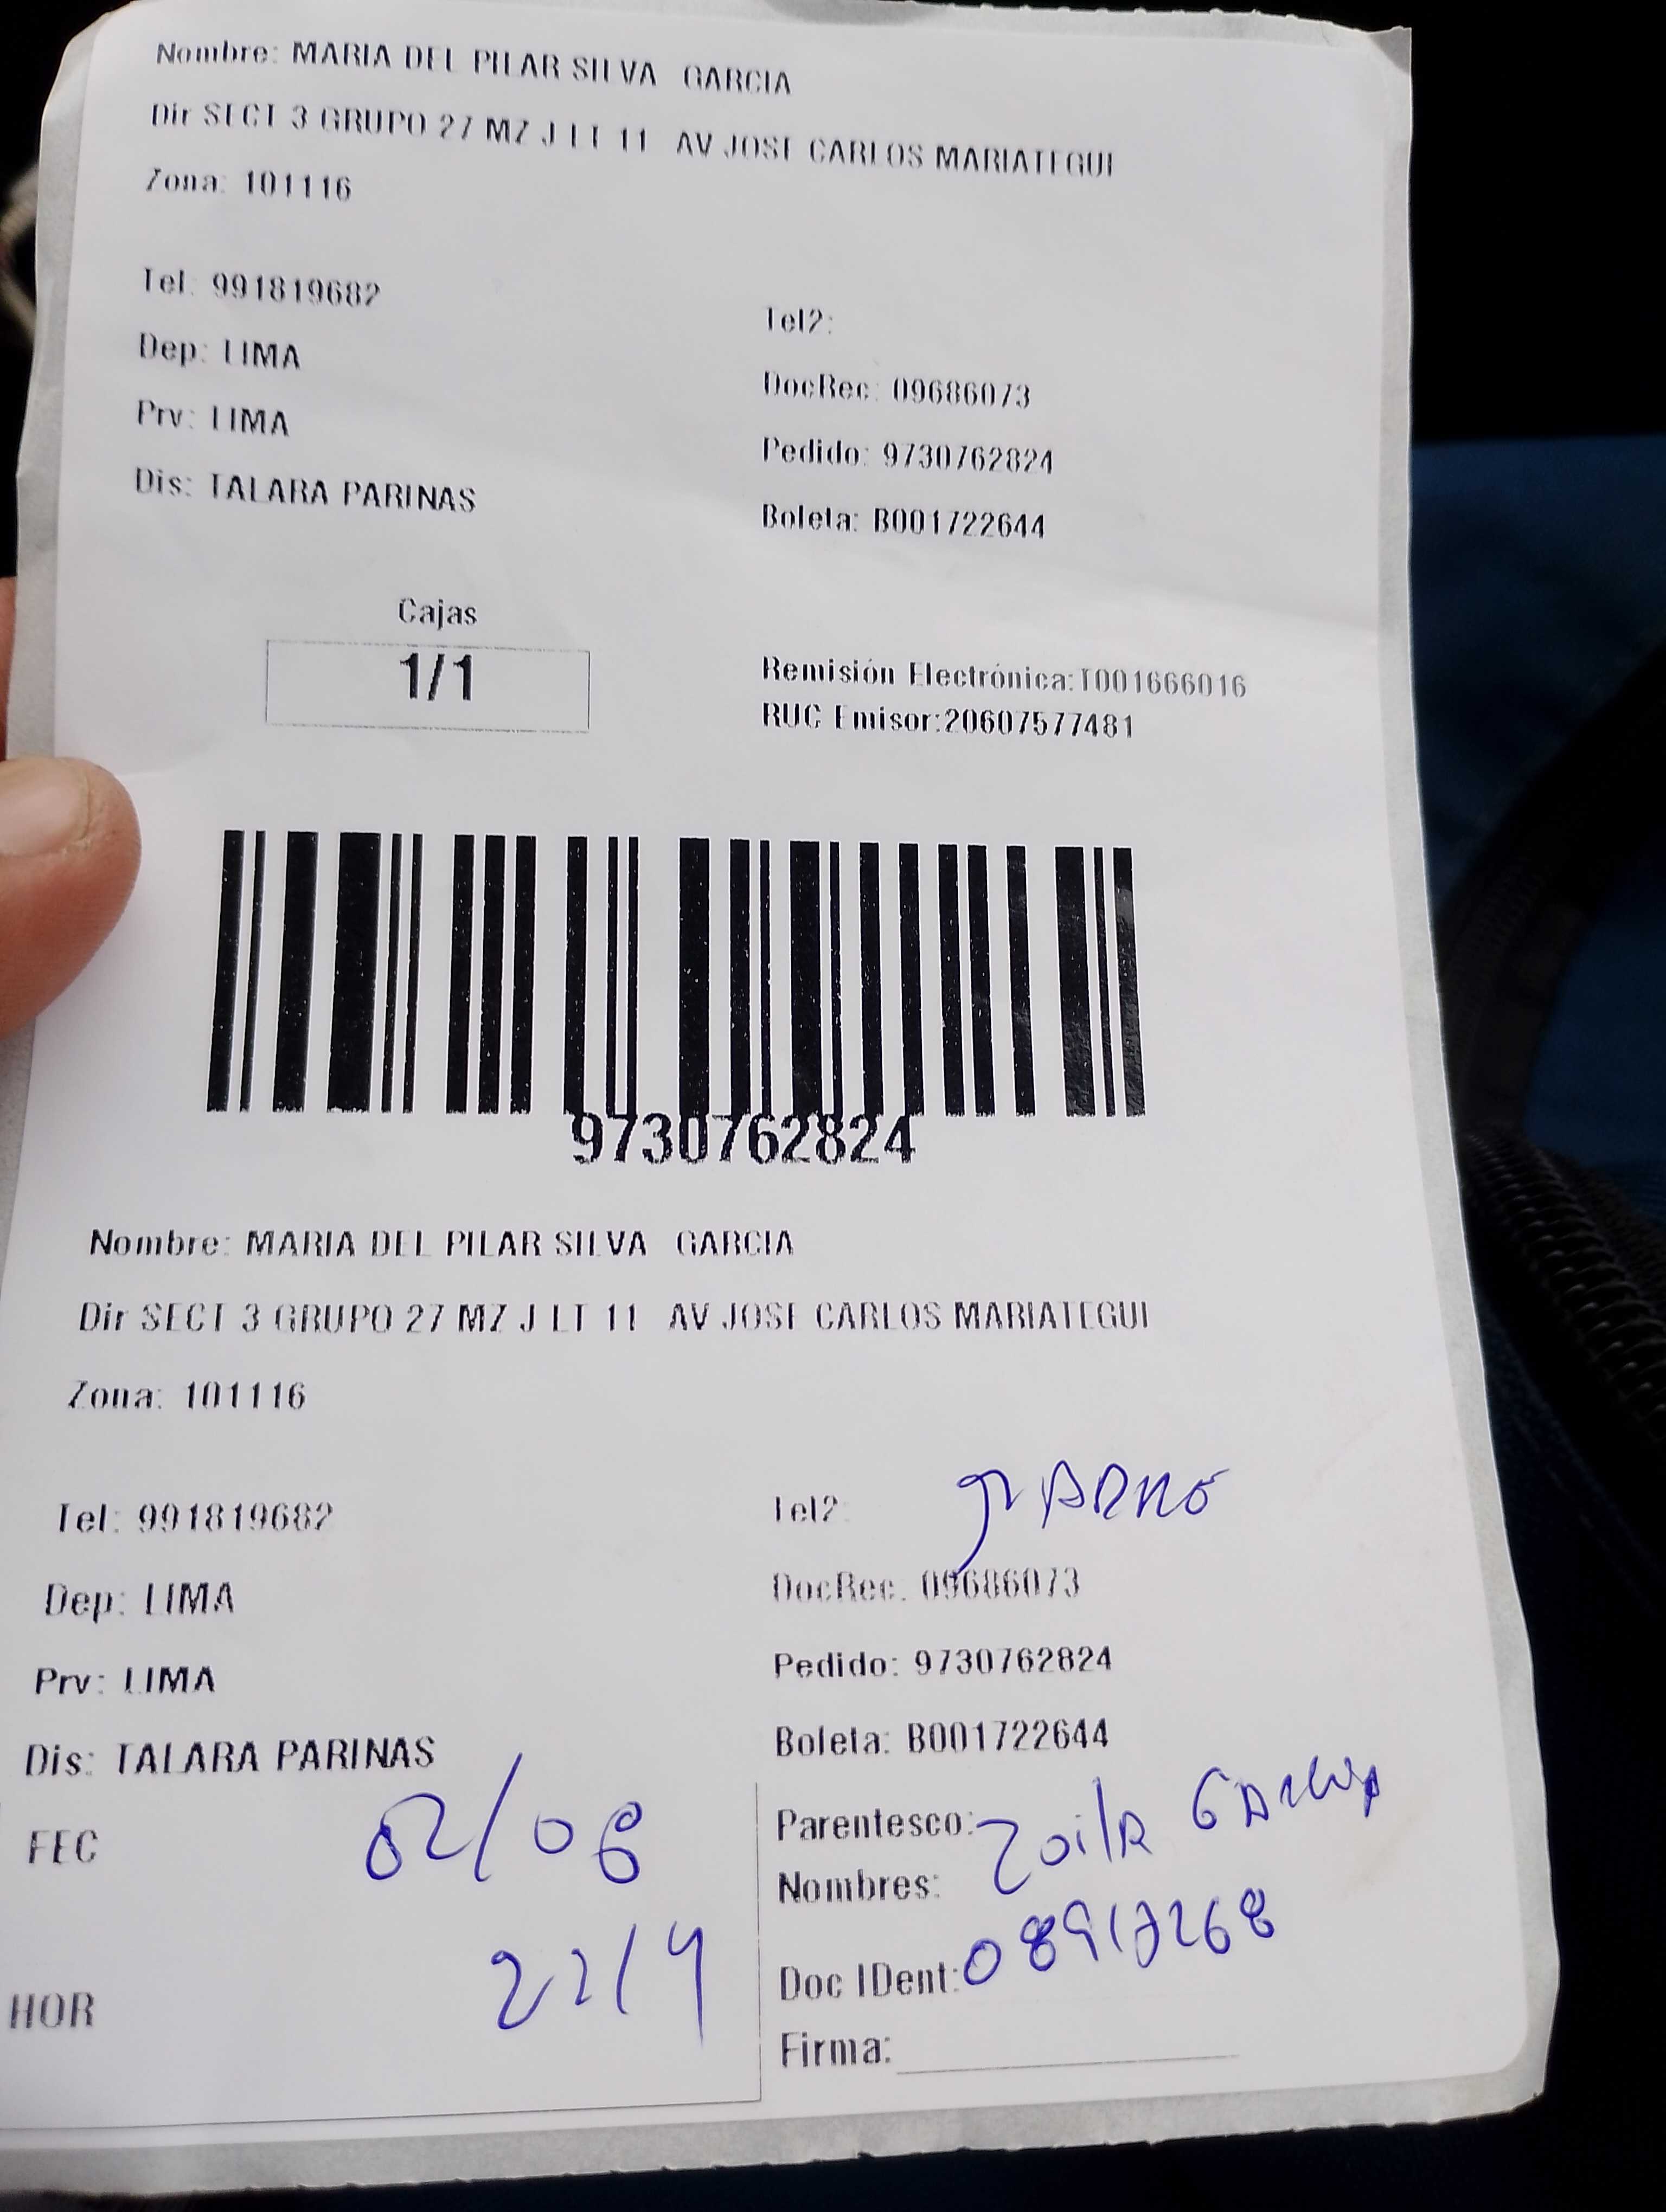 Nombre: MARIA DEL PILAR SILVA GARCIA
Dir SECT 3 GRUPO 27 MZ J LT 11 AV JOSE CARLOS MARIATEGUI
Zona: 101116
Tel: 991819682
Tel2:
Dep: LIMA
DocRec: 09686073
Prv: LIMA
Pedido: 9730762824
Dis: TALARA PARINAS
Boleta: B001722644
Cajas
1/1
Remisión Electrónica:T001666016
RUC Emisor:20607577481
9730762824
Nombre: MARIA DEL PILAR SILVA GARCIA
Dir SECT 3 GRUPO 27 MZ J LT 11 AV JOSE CARLOS MARIATEGUI
Zona: 101116
Tel: 991819682
Tel2:
Dep: LIMA
DocRec. 09686073
Prv: LIMA
Pedido: 9730762824
Dis: TALARA PARINAS
Boleta: B001722644
FEC 02/08
Parentesco: Zoila GARCIA
Nombres:
HOR
Doc IDent:
Firma: